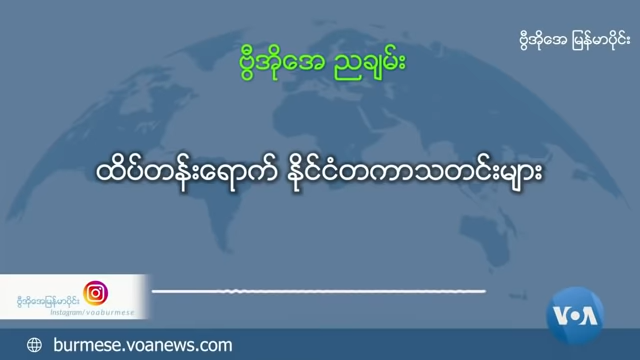 ဗွီအိုအေ မြန်မာပိုင်း
ဗွီအိုအေ ညချမ်း
ထိပ်တန်းရောက် နိုင်ငံတကာသတင်းများ
ဗွီအိုအေမြန်မာပိုင်း
Instagram/voaburmese
VOA
burmese.voanews.com